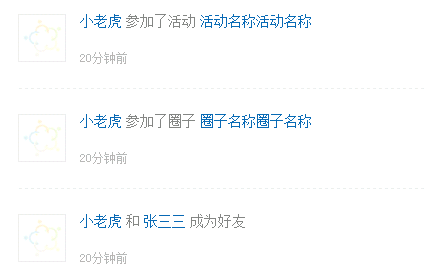 小老虎 参加了活动 活动名称活动名称
20分钟前
小老虎 参加了圈子 圈子名称圈子名称
20分钟前
小老虎 和 张三三 成为好友
20分钟前